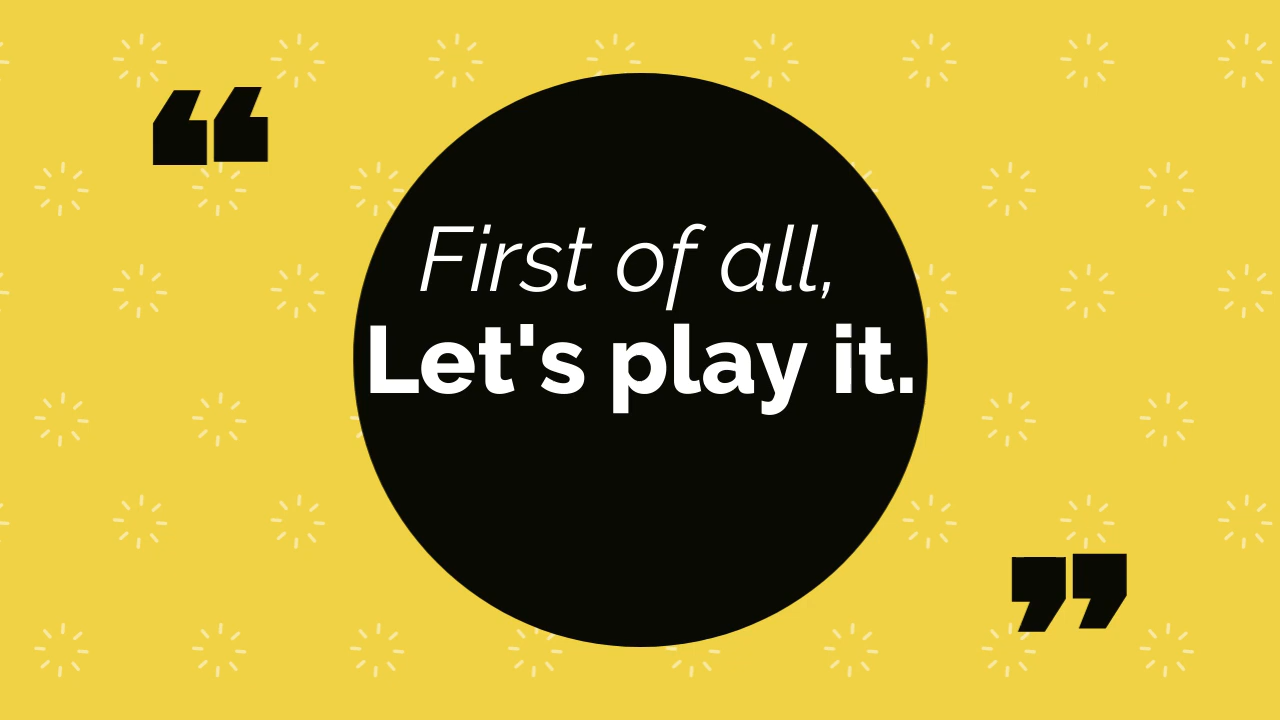 “
First of all,
Let's play it.
”